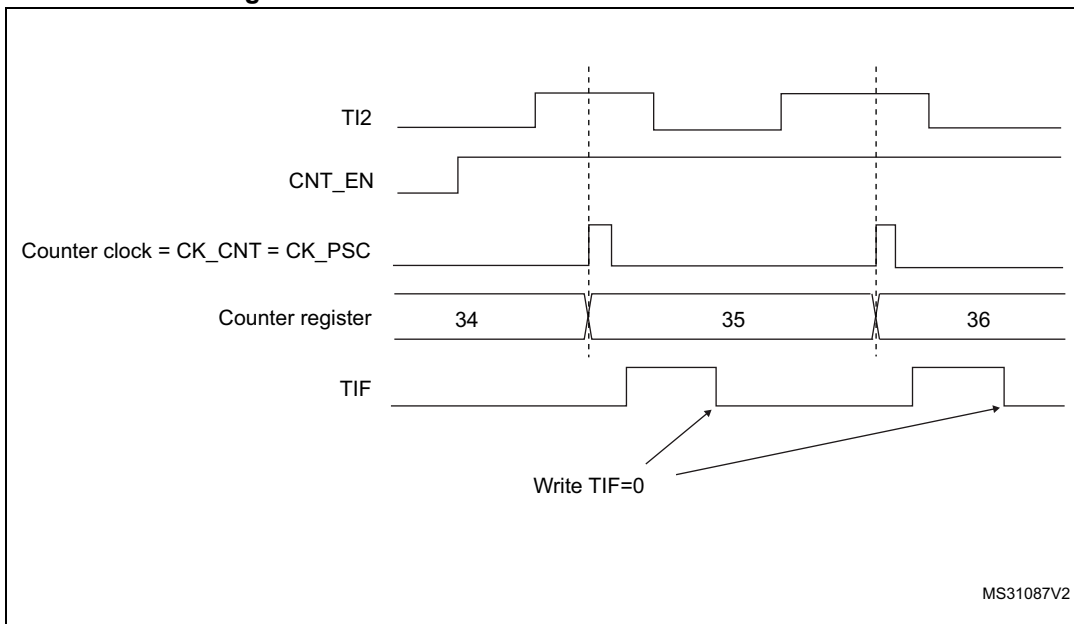 TI2
CNT_EN
Counter clock = CK_CNT = CK_PSC
Counter register 34 35 36
TIF
Write TIF=0
MS31087V2